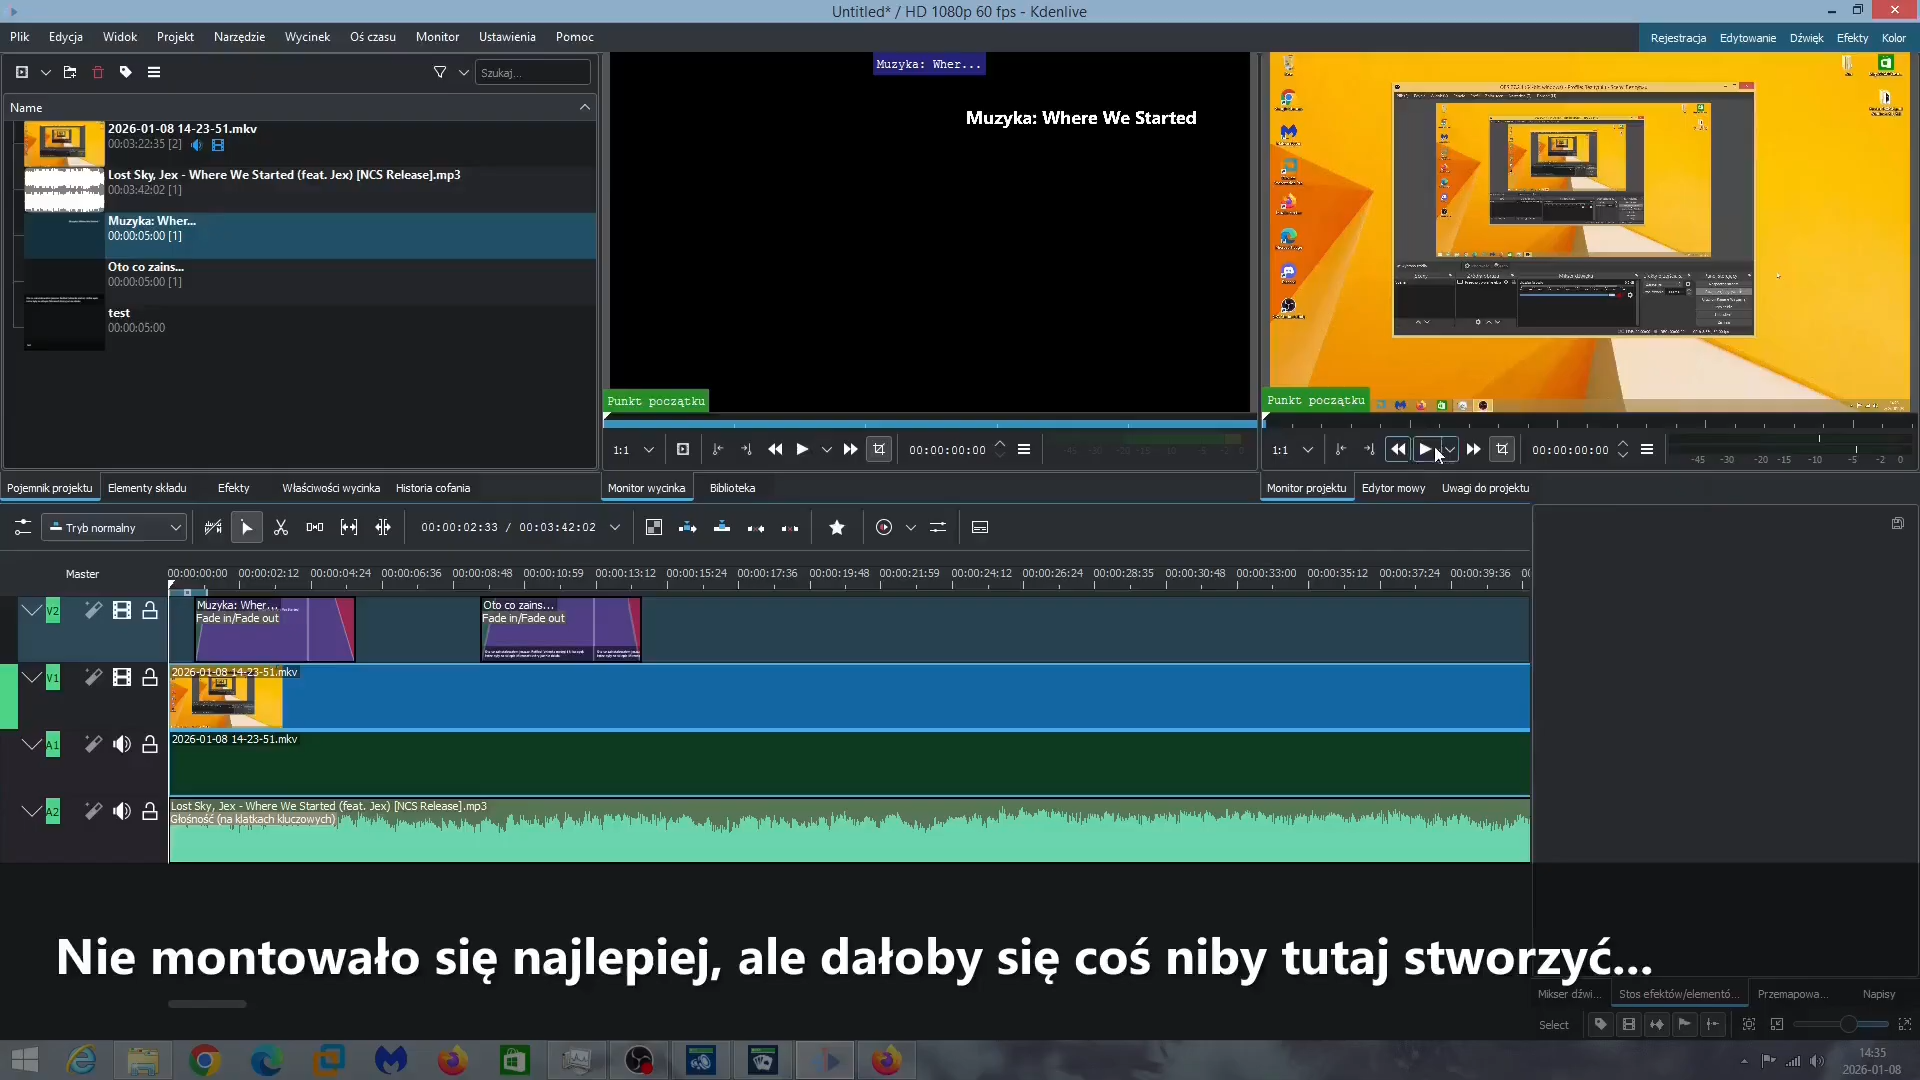 Untitled* / HD 1080p 60 fps - Kdenlive
Plik Edycja Widok Projekt Narzędzie Wycinek Oś czasu Monitor Ustawienia Pomoc
Rejestracja Edytowanie Dźwięk Efekty Kolor
Szukaj...
Name
2026-01-08 14-23-51.mkv
00:03:22:35 [2]
Lost Sky, Jex - Where We Started (feat. Jex) [NCS Release].mp3
00:03:42:02 [1]
Muzyka: Wher...
00:00:05:00 [1]
Oto co zains...
00:00:05:00 [1]
test
00:00:05:00
Muzyka: Wher...
Muzyka: Where We Started
Punkt początku
Punkt początku
1:1 00:00:00:00 -45 -30 -20 -15 -10 -5 -2 0
1:1 00:00:00:00 -45 -30 -20 -15 -10 -5 -2 0
Pojemnik projektu Elementy składu Efekty Właściwości wycinka Historia cofania
Monitor wycinka Biblioteka
Monitor projektu Edytor mowy Uwagi do projektu
Tryb normalny
00:00:02:33 / 00:03:42:02
Master
00:00:00:00 00:00:02:12 00:00:04:24 00:00:06:36 00:00:08:48 00:00:10:59 00:00:13:12 00:00:15:24 00:00:17:36 00:00:19:48 00:00:21:59 00:00:24:12 00:00:26:24 00:00:28:35 00:00:30:48 00:00:33:00 00:00:35:12 00:00:37:24 00:00:39:36
V2
Muzyka: Wher...
Fade in/Fade out
Oto co zains...
Fade in/Fade out
V1
2026-01-08 14-23-51.mkv
A1
2026-01-08 14-23-51.mkv
A2
Lost Sky, Jex - Where We Started (feat. Jex) [NCS Release].mp3
Głośność (na klatkach kluczowych)
Nie montowało się najlepiej, ale dałoby się coś niby tutaj stworzyć...
Mikser dźwi... Stos efektów/elementó... Przemapowa... Napisy
Select
14:35
2026-01-08